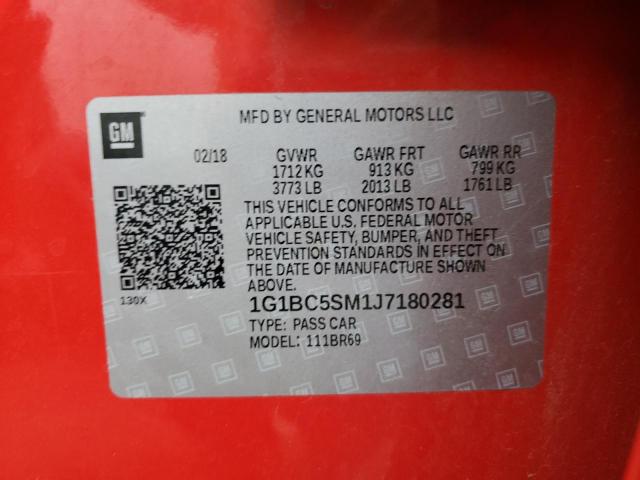 GM
MFD BY GENERAL MOTORS LLC
02/18 GVWR GAWR FRT GAWR RR
1712 KG 913 KG 799 KG
3773 LB 2013 LB 1761 LB
THIS VEHICLE CONFORMS TO ALL
APPLICABLE U.S. FEDERAL MOTOR
VEHICLE SAFETY, BUMPER, AND THEFT
PREVENTION STANDARDS IN EFFECT ON
THE DATE OF MANUFACTURE SHOWN
ABOVE.
130X
1G1BC5SM1J7180281
TYPE: PASS CAR
MODEL: 111BR69